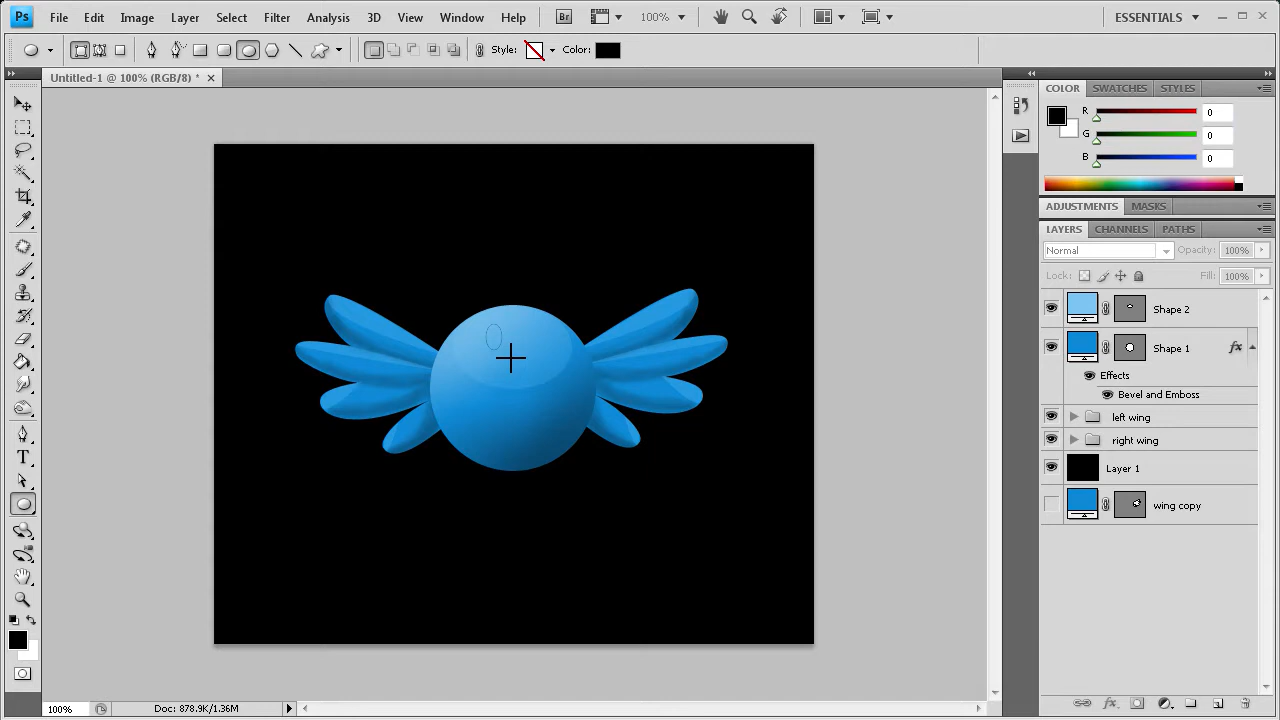 Ps File Edit Image Layer Select Filter Analysis 3D View Window Help Br 100% ESSENTIALS
Style: Color:
Untitled-1 @ 100% (RGB/8) *
COLOR SWATCHES STYLES
R 0
G 0
B 0
ADJUSTMENTS MASKS
LAYERS CHANNELS PATHS
Normal Opacity: 100%
Lock: Fill: 100%
Shape 2
Shape 1 fx
Effects
Bevel and Emboss
left wing
right wing
Layer 1
wing copy
T
100% Doc: 878.9K/1.36M
fx